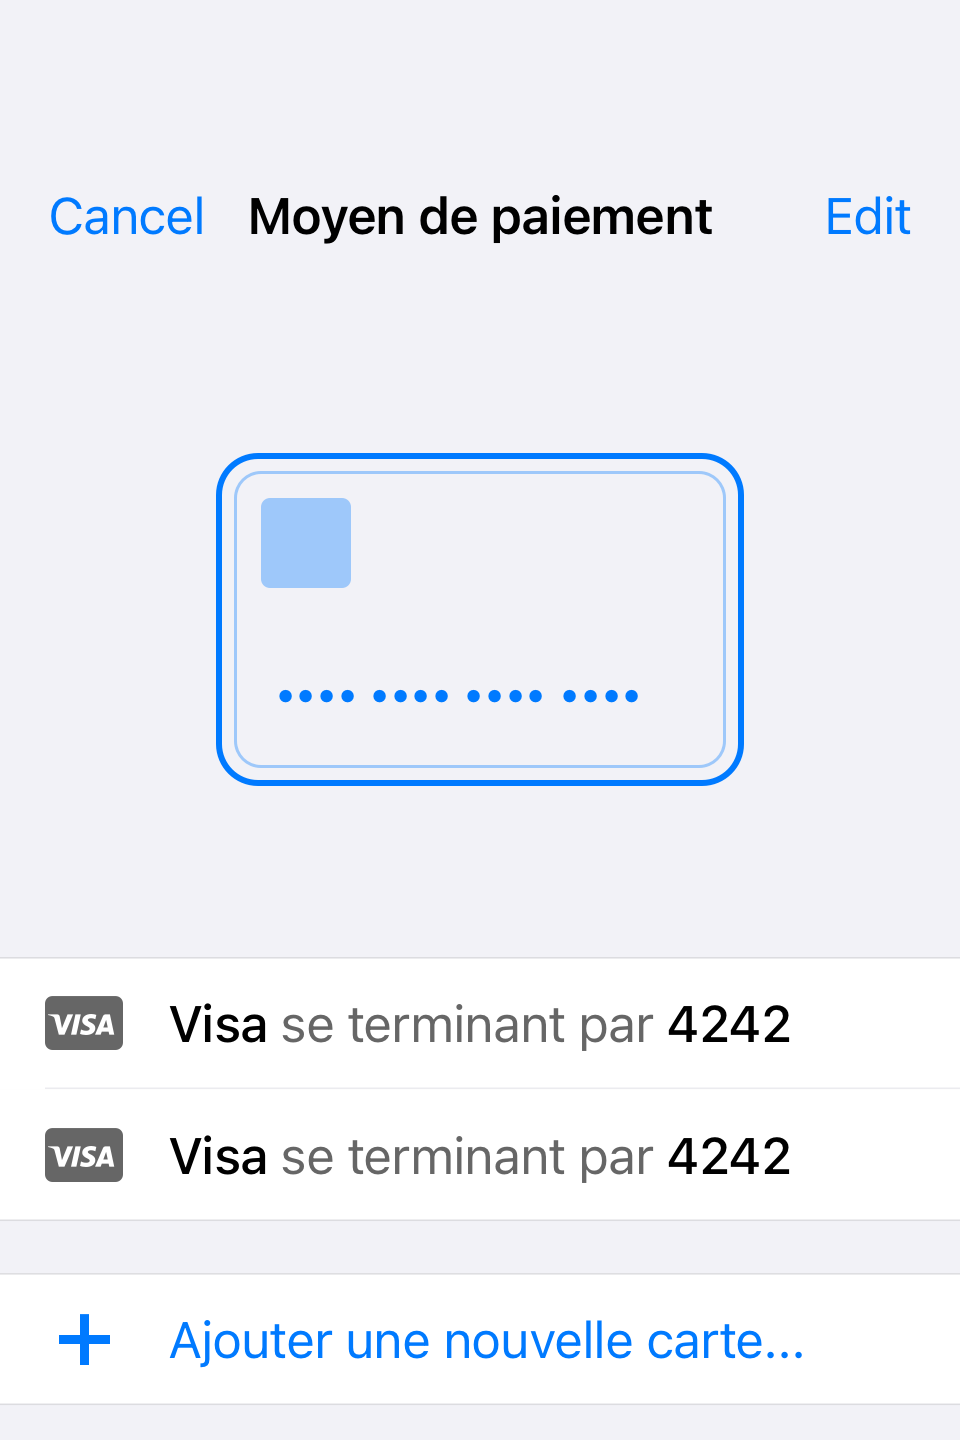 Cancel Moyen de paiement Edit
•••• •••• •••• ••••
VISA Visa se terminant par 4242
VISA Visa se terminant par 4242
+ Ajouter une nouvelle carte...